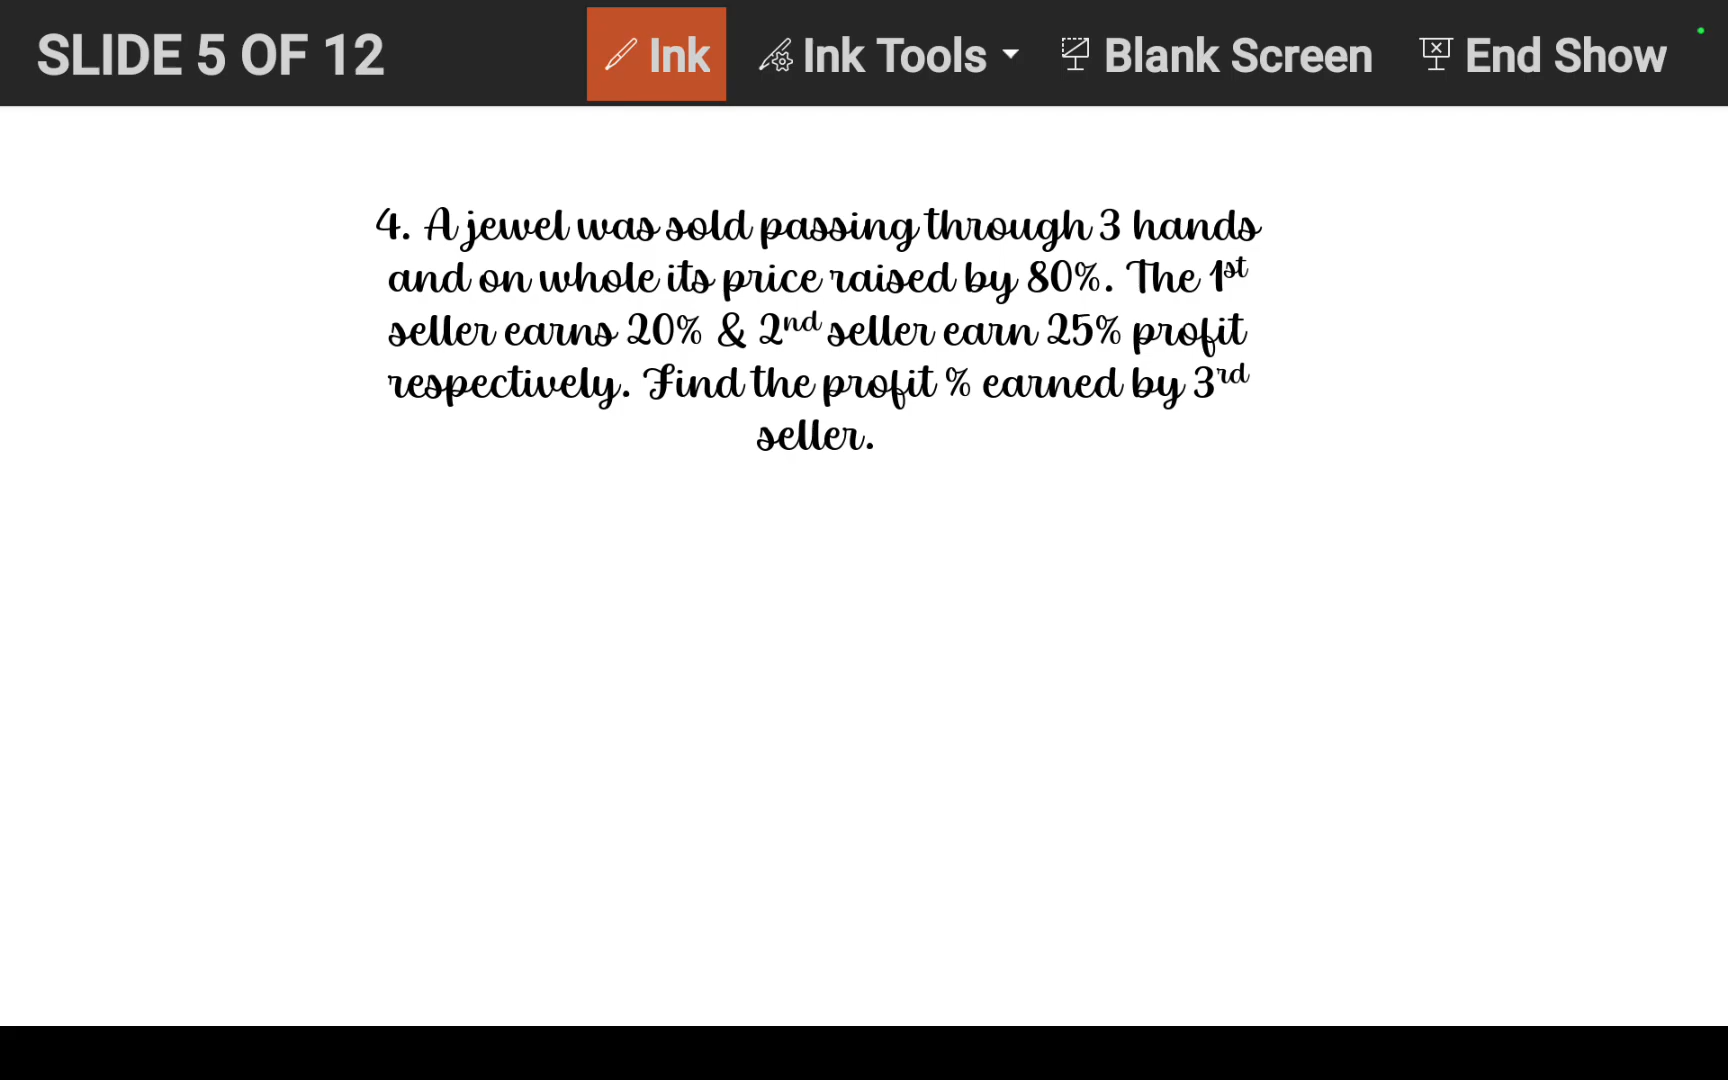 SLIDE 5 OF 12 Ink Ink Tools Blank Screen End Show
4. A jewel was sold passing through 3 hands
and on whole its price raised by 80%. The 1st
seller earns 20% & 2nd seller earn 25% profit
respectively. Find the profit % earned by 3rd
seller.